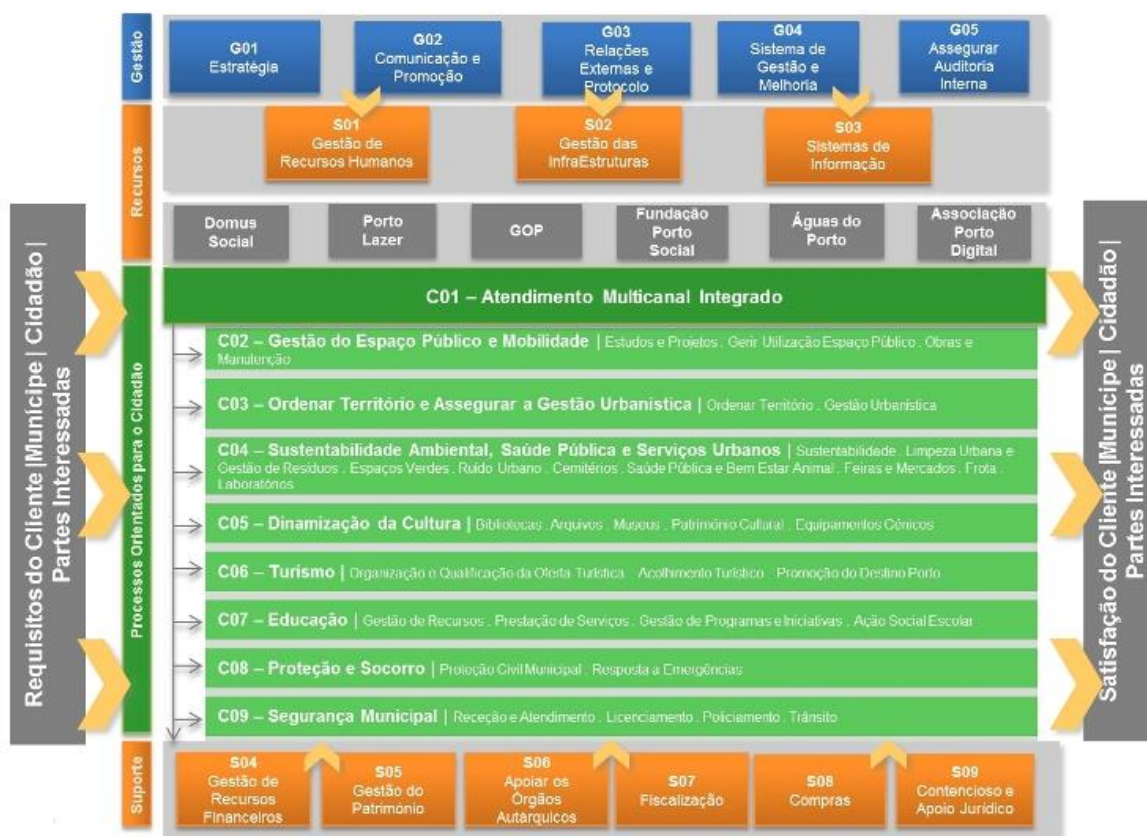 Gestão
G01
Estratégia
G02
Comunicação e
Promoção
G03
Relações
Externas e
Protocolo
G04
Sistema de
Gestão e
Melhoria
G05
Assegurar
Auditoria
Interna
Recursos
S01
Gestão de
Recursos Humanos
S02
Gestão das
InfraEstruturas
S03
Sistemas de
Informação
Domus
Social
Porto
Lazer
GOP
Fundação
Porto
Social
Águas do
Porto
Associação
Porto
Digital
Requisitos do Cliente |Munícipe | Cidadão |
Partes Interessadas
Processos Orientados para o Cidadão
C01 – Atendimento Multicanal Integrado
C02 – Gestão do Espaço Público e Mobilidade | Estudos e Projetos . Gerir Utilização Espaço Público . Obras e
Manutenção
C03 – Ordenar Território e Assegurar a Gestão Urbanística | Ordenar Território . Gestão Urbanística
C04 – Sustentabilidade Ambiental, Saúde Pública e Serviços Urbanos | Sustentabilidade . Limpeza Urbana e
Gestão de Resíduos . Espaços Verdes . Ruído Urbano . Cemitérios . Saúde Pública e Bem Estar Animal . Feiras e Mercados . Frota .
Laboratórios
C05 – Dinamização da Cultura | Bibliotecas . Arquivos . Museus . Património Cultural . Equipamentos Cénicos
C06 – Turismo | Organização e Qualificação da Oferta Turística . Acolhimento Turístico . Promoção do Destino Porto
C07 – Educação | Gestão de Recursos . Prestação de Serviços . Gestão de Programas e Iniciativas . Ação Social Escolar
C08 – Proteção e Socorro | Proteção Civil Municipal . Resposta a Emergências
C09 – Segurança Municipal | Receção e Atendimento . Licenciamento . Policiamento . Trânsito
Satisfação do Cliente |Munícipe | Cidadão |
Partes Interessadas
Suporte
S04
Gestão de
Recursos
Financeiros
S05
Gestão do
Património
S06
Apoiar os
Órgãos
Autárquicos
S07
Fiscalização
S08
Compras
S09
Contencioso e
Apoio Jurídico